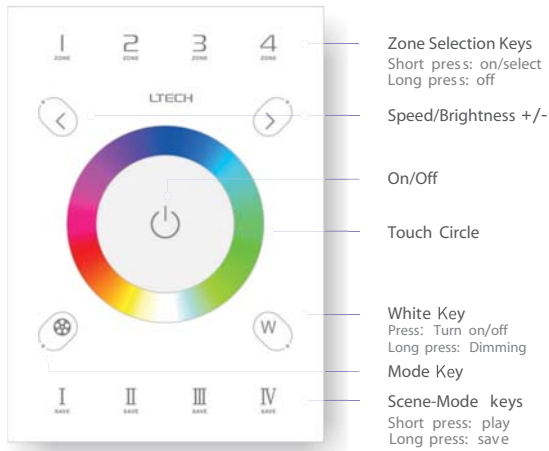 1 2 3 4
ZONE ZONE ZONE ZONE
LTECH
W
I II III IV
SAVE SAVE SAVE SAVE
Zone Selection Keys
Short press: on/select
Long press: off
Speed/Brightness +/-
On/Off
Touch Circle
White Key
Press: Turn on/off
Long press: Dimming
Mode Key
Scene-Mode keys
Short press: play
Long press: save